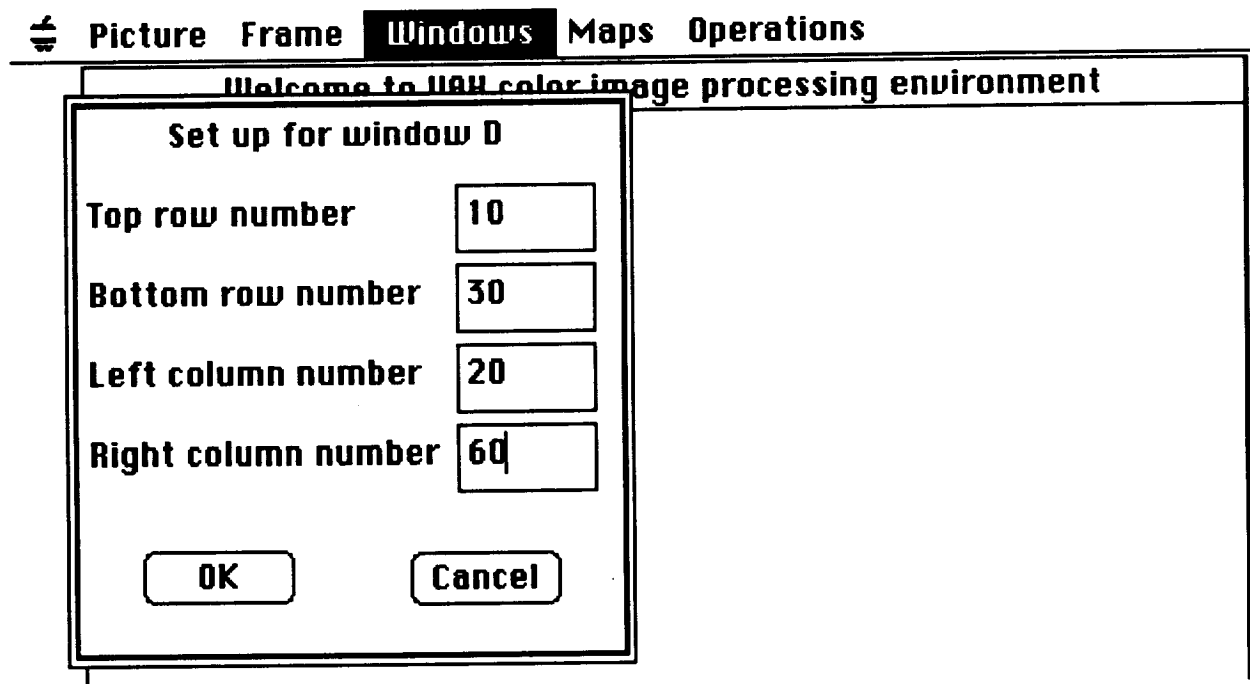 Picture Frame Windows Maps Operations
Welcome to UAH color image processing environment
Set up for window D
Top row number 10
Bottom row number 30
Left column number 20
Right column number 60
OK Cancel